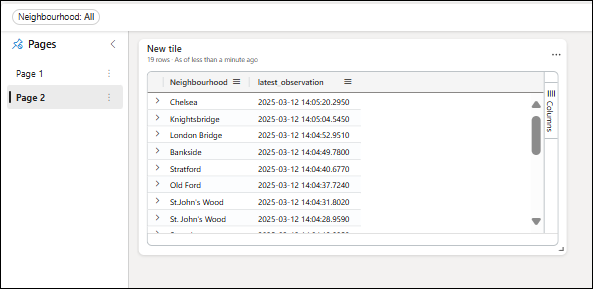 Neighbourhood: All
Pages
Page 1
Page 2
New tile
19 rows · As of less than a minute ago
Neighbourhood latest_observation
Chelsea 2025-03-12 14:05:20.2950
Knightsbridge 2025-03-12 14:05:04.5450
London Bridge 2025-03-12 14:04:52.9510
Bankside 2025-03-12 14:04:49.7800
Stratford 2025-03-12 14:04:40.6770
Old Ford 2025-03-12 14:04:37.7240
St.John's Wood 2025-03-12 14:04:31.8020
St. John's Wood 2025-03-12 14:04:28.9590
Columns